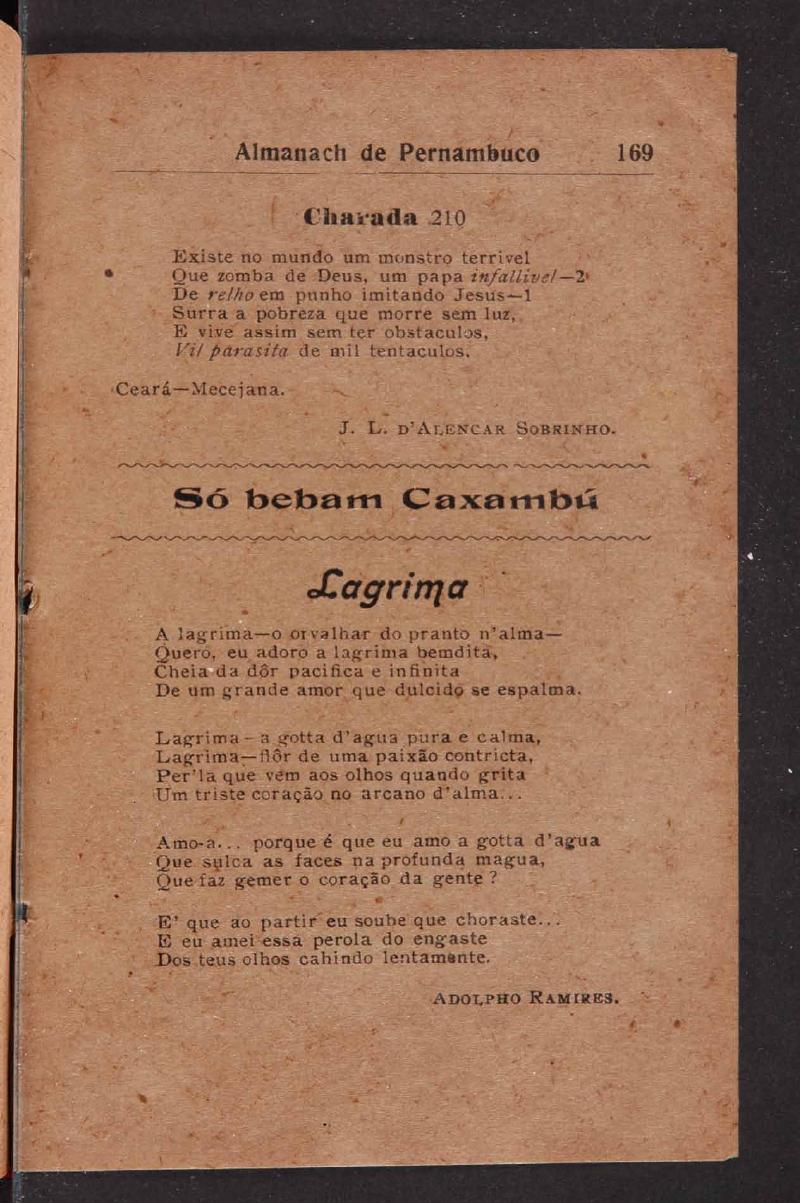 Almanach de Pernambuco 169
Charada 210
Existe no mundo um monstro terrivel
Que zomba de Deus, um papa infallivel—2
De relho em punho imitando Jesus—1
Surra a pobreza que morre sem luz,
E vive assim sem ter obstaculos,
Vil parasita de mil tentaculos.
Ceará—Mecejana.
J. L. D'ALENCAR SOBRINHO.
Só bebam Caxambú
Lagrima
A lagrima—o orvalhar do pranto n'alma—
Quero, eu adoro a lagrima bemdita,
Cheia da dôr pacifica e infinita
De um grande amor que dulcido se espalma.
Lagrima - a gotta d'agua pura e calma,
Lagrima—flôr de uma paixão contricta,
Per'la que vem aos olhos quando grita
Um triste coração no arcano d'alma...
Amo-a... porque é que eu amo a gotta d'agua
Que sulca as faces na profunda magua,
Que faz gemer o coração da gente ?
E' que ao partir eu soube que choraste...
E eu amei essa perola do engaste
Dos teus olhos cahindo lentamente.
ADOLPHO RAMIRES.